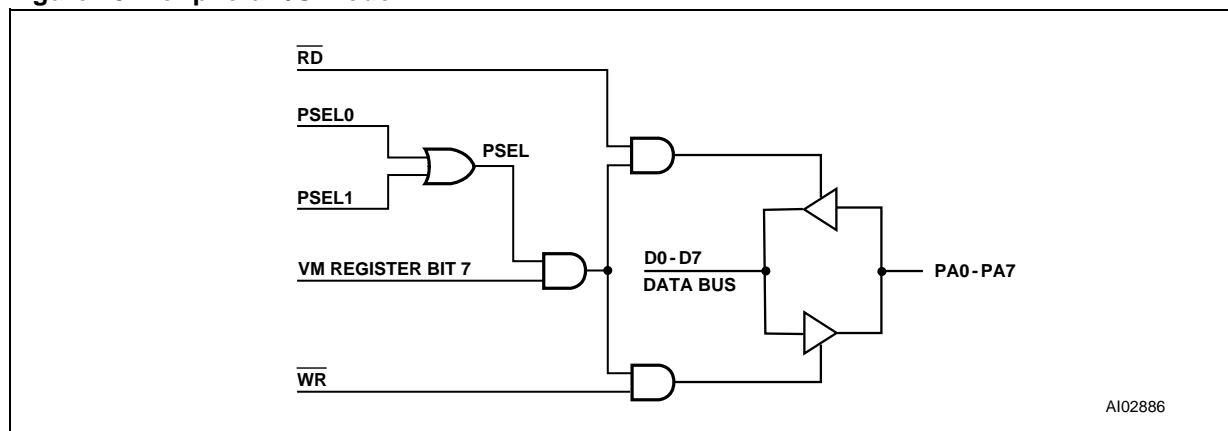 RD
PSEL0
PSEL
PSEL1
VM REGISTER BIT 7
D0-D7
DATA BUS
PA0-PA7
WR
AI02886